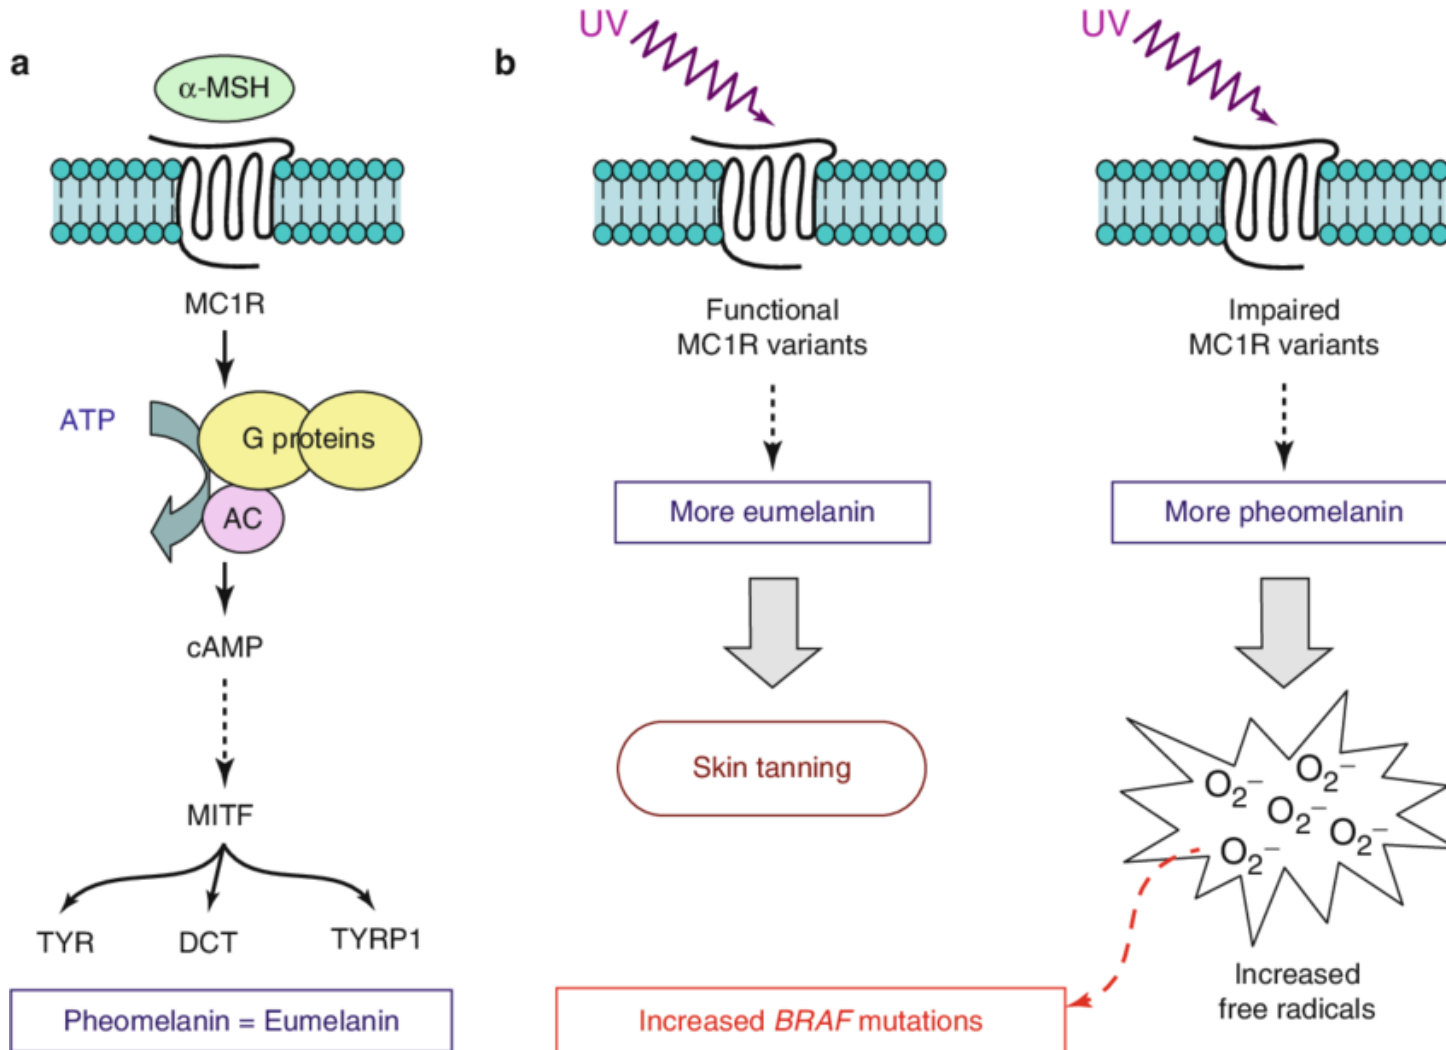 a
α-MSH
MC1R
ATP
G proteins
AC
cAMP
MITF
TYR
DCT
TYRP1
Pheomelanin = Eumelanin
b
UV
Functional
MC1R variants
More eumelanin
Skin tanning
UV
Impaired
MC1R variants
More pheomelanin
O₂⁻
O₂⁻
O₂⁻
O₂⁻
O₂⁻
Increased
free radicals
Increased BRAF mutations